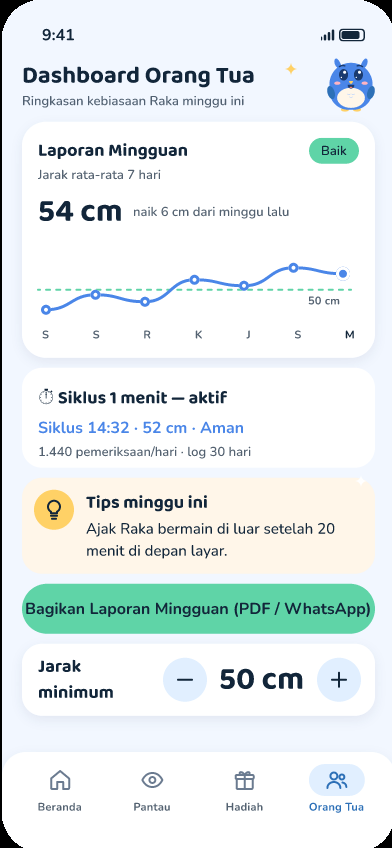 9:41
Dashboard Orang Tua
Ringkasan kebiasaan Raka minggu ini
Laporan Mingguan
Baik
Jarak rata-rata 7 hari
54 cm naik 6 cm dari minggu lalu
50 cm
S S R K J S M
Siklus 1 menit — aktif
Siklus 14:32 · 52 cm · Aman
1.440 pemeriksaan/hari · log 30 hari
Tips minggu ini
Ajak Raka bermain di luar setelah 20
menit di depan layar.
Bagikan Laporan Mingguan (PDF / WhatsApp)
Jarak
minimum
− 50 cm +
Beranda Pantau Hadiah Orang Tua